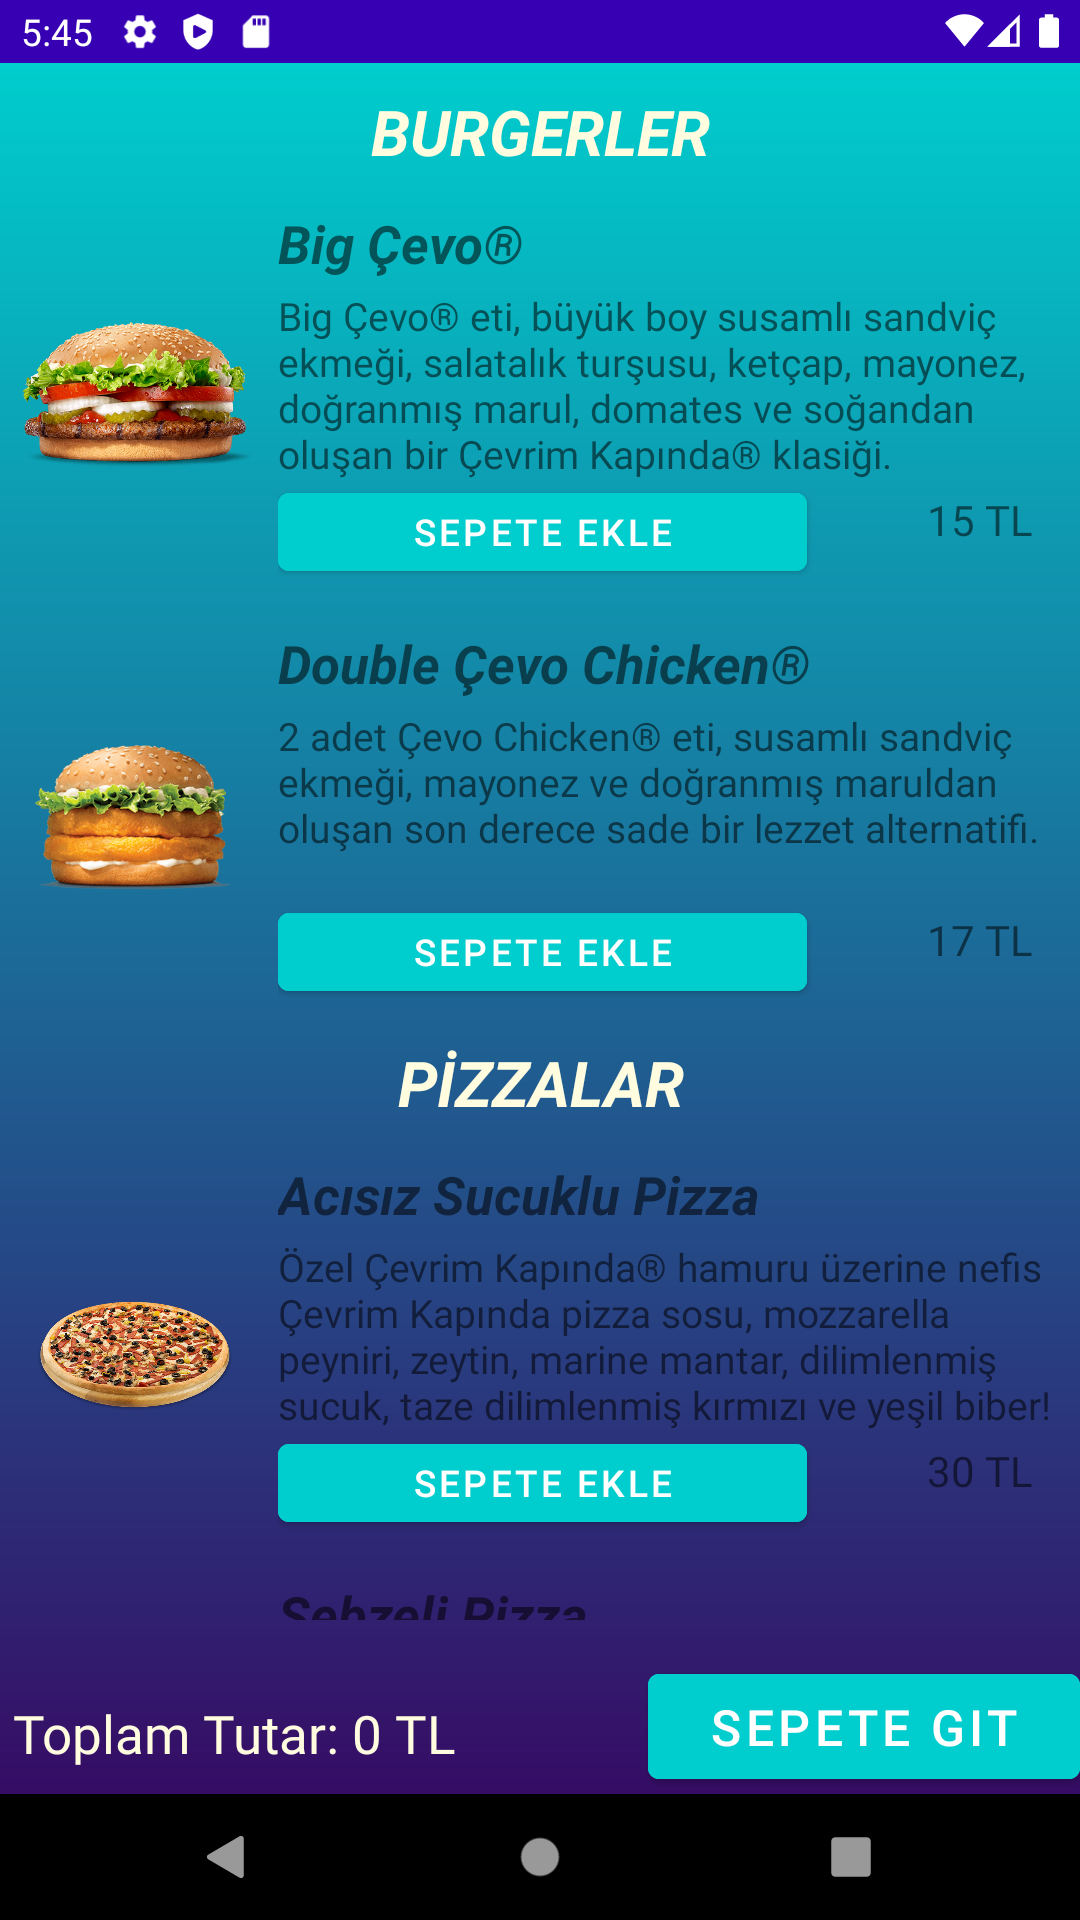 5:45
BURGERLER
Big Çevo®
Big Çevo® eti, büyük boy susamlı sandviç
ekmeği, salatalık turşusu, ketçap, mayonez,
doğranmış marul, domates ve soğandan
oluşan bir Çevrim Kapında® klasiği.
SEPETE EKLE
15 TL
Double Çevo Chicken®
2 adet Çevo Chicken® eti, susamlı sandviç
ekmeği, mayonez ve doğranmış maruldan
oluşan son derece sade bir lezzet alternatifi.
SEPETE EKLE
17 TL
PİZZALAR
Acısız Sucuklu Pizza
Özel Çevrim Kapında® hamuru üzerine nefis
Çevrim Kapında pizza sosu, mozzarella
peyniri, zeytin, marine mantar, dilimlenmiş
sucuk, taze dilimlenmiş kırmızı ve yeşil biber!
SEPETE EKLE
30 TL
Sebzeli Pizza
Toplam Tutar: 0 TL
SEPETE GIT